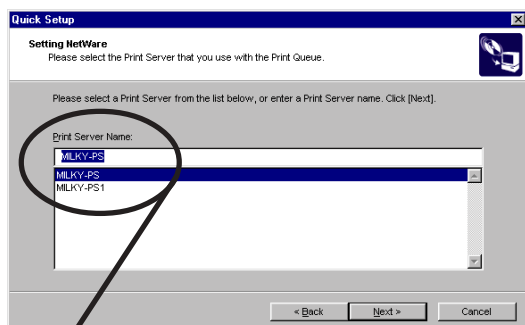 Quick Setup
Setting NetWare
Please select the Print Server that you use with the Print Queue.
Please select a Print Server from the list below, or enter a Print Server name. Click [Next].
Print Server Name:
MILKY-PS
MILKY-PS
MILKY-PS1
< Back
Next >
Cancel